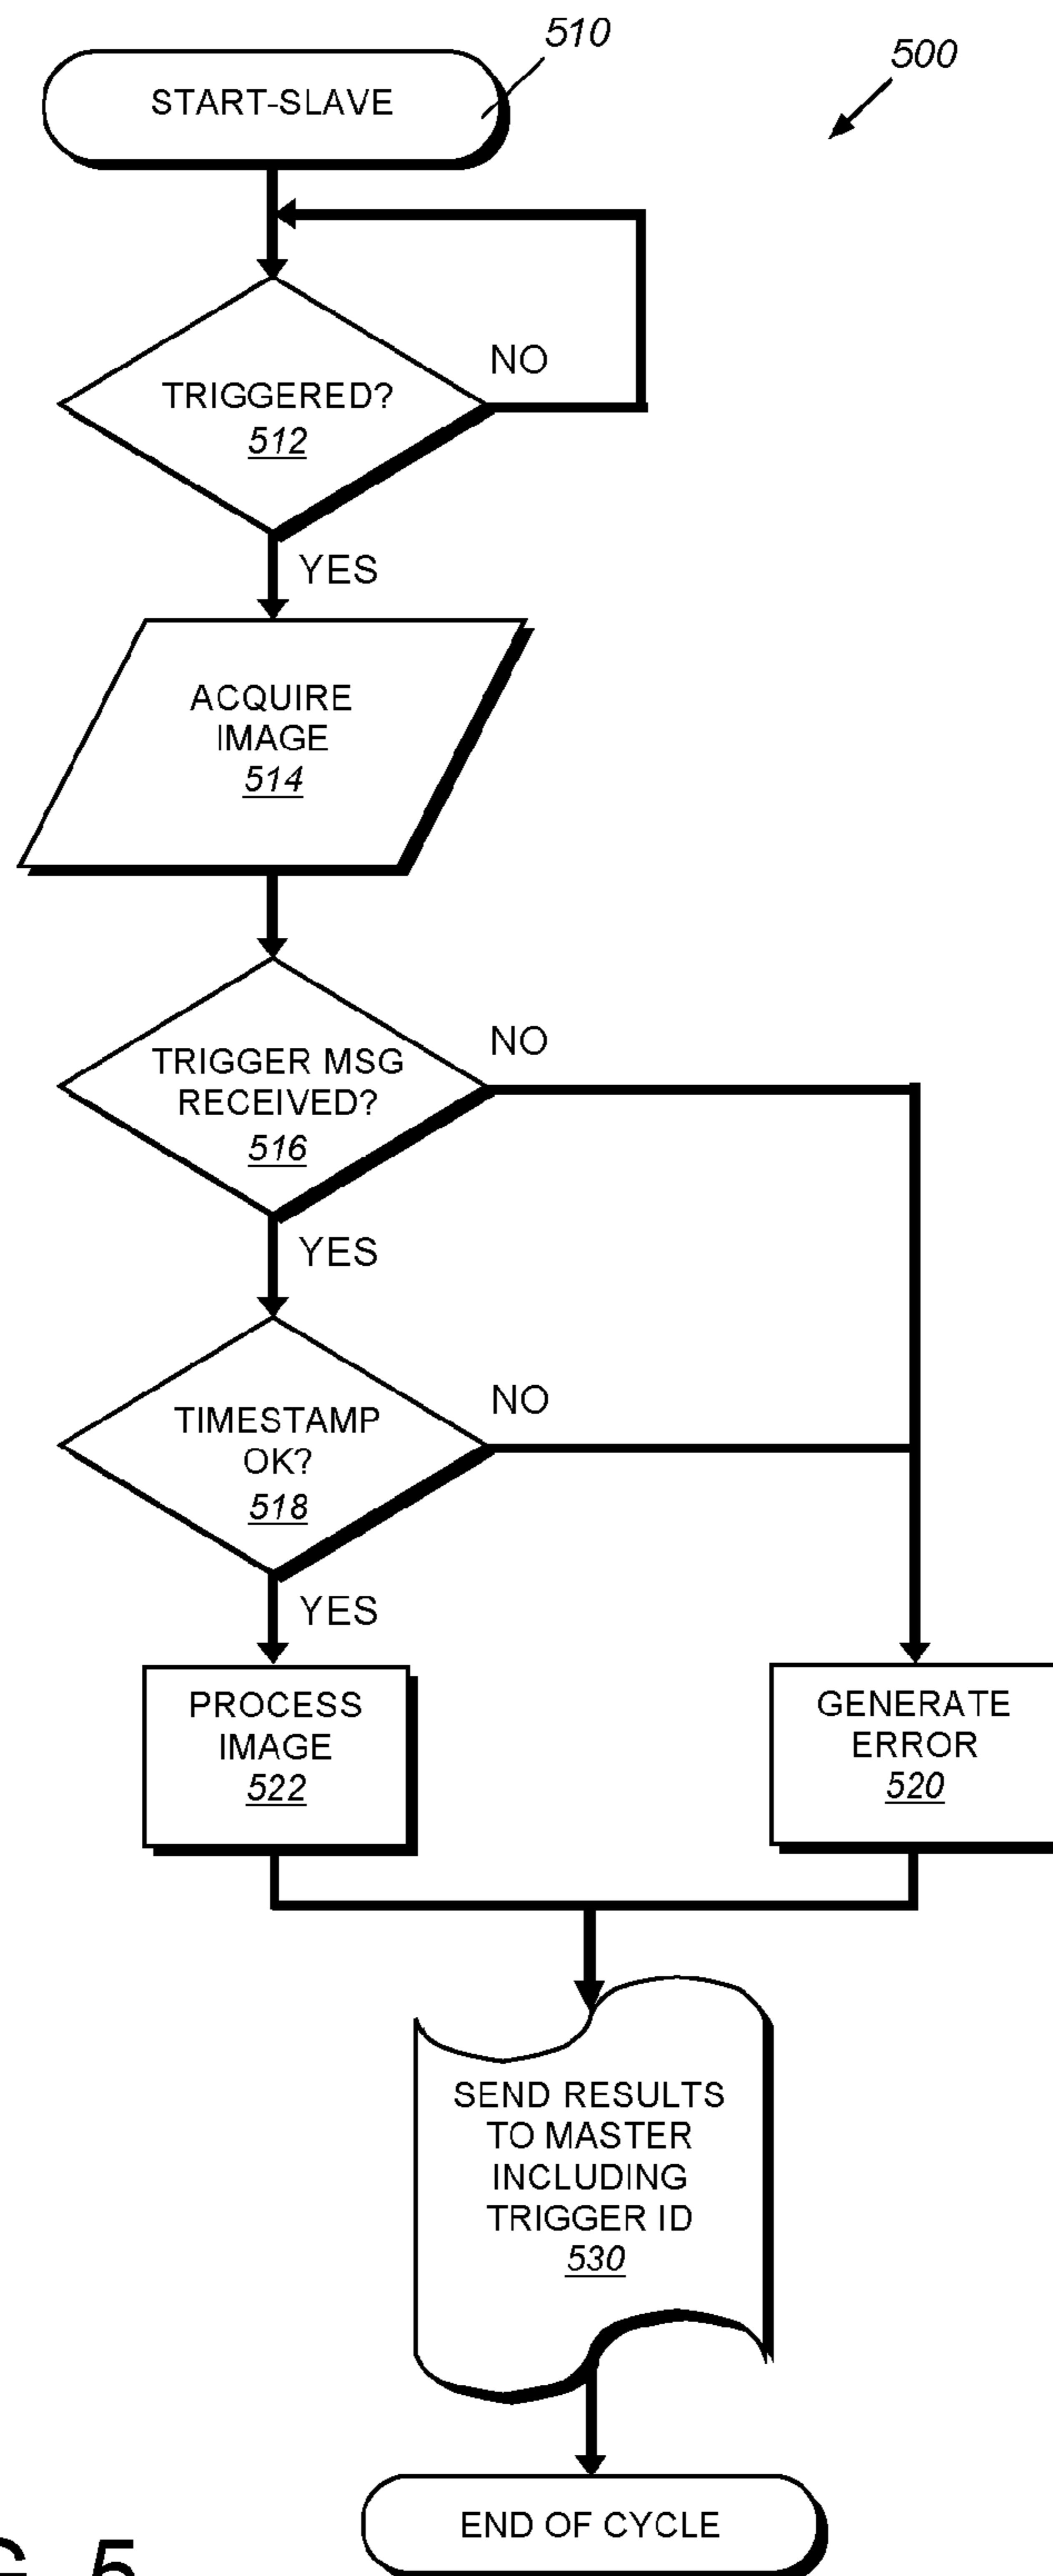 510
500
START-SLAVE
NO
TRIGGERED?
512
YES
ACQUIRE
IMAGE
514
NO
TRIGGER MSG
RECEIVED?
516
YES
NO
TIMESTAMP
OK?
518
YES
PROCESS
IMAGE
522
GENERATE
ERROR
520
SEND RESULTS
TO MASTER
INCLUDING
TRIGGER ID
530
END OF CYCLE
5